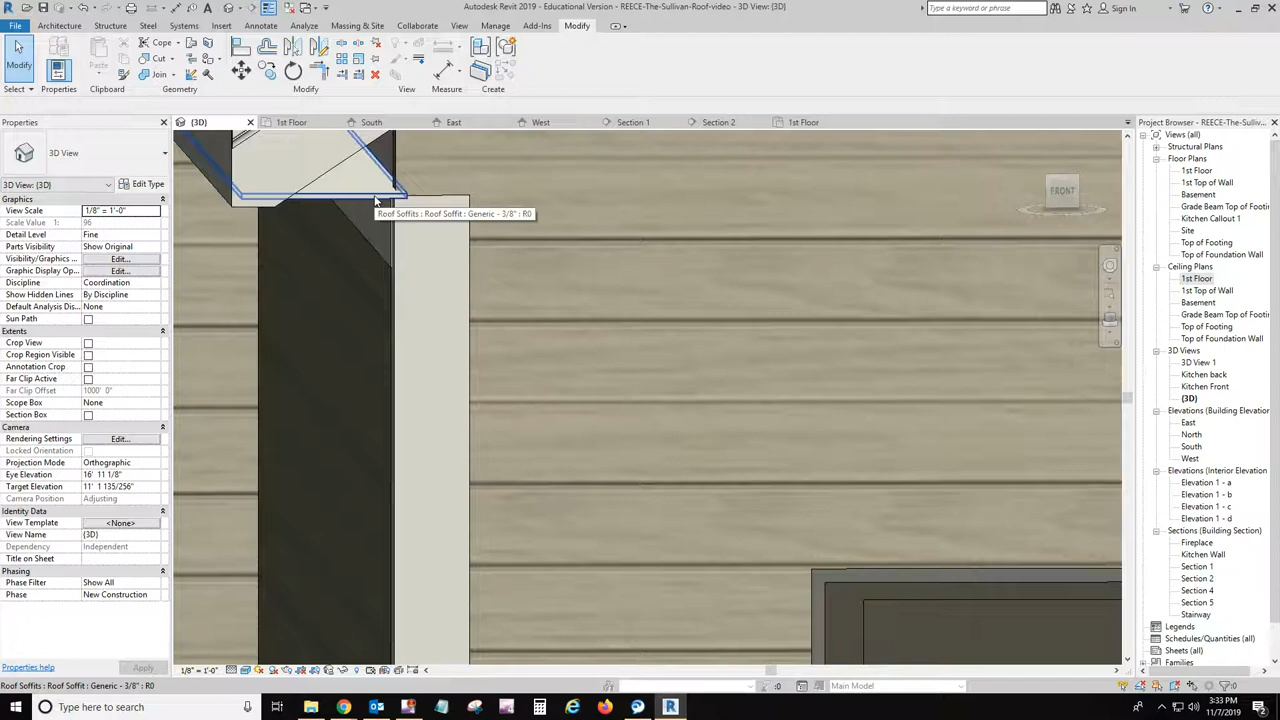 Autodesk Revit 2019 - Educational Version - REECE-The-Sullivan-Roof-video - 3D View: {3D}
Type a keyword or phrase
Sign In
File Architecture Structure Steel Systems Insert Annotate Analyze Massing & Site Collaborate View Manage Add-Ins Modify
Cope
Cut
Join
Modify Properties Paste
Select Properties Clipboard Geometry Modify View Measure Create
Properties
{3D} 1st Floor South East West Section 1 Section 2 1st Floor
Project Browser - REECE-The-Sulliv...
3D View
3D View: {3D} Edit Type
Graphics
View Scale 1/8" = 1'-0"
Scale Value 1: 96
Detail Level Fine
Parts Visibility Show Original
Visibility/Graphics ... Edit...
Graphic Display Op... Edit...
Discipline Coordination
Show Hidden Lines By Discipline
Default Analysis Dis... None
Sun Path
Extents
Crop View
Crop Region Visible
Annotation Crop
Far Clip Active
Far Clip Offset 1000' 0"
Scope Box None
Section Box
Camera
Rendering Settings Edit...
Locked Orientation
Projection Mode Orthographic
Eye Elevation 16' 11 1/8"
Target Elevation 11' 1 135/256"
Camera Position Adjusting
Identity Data
View Template <None>
View Name {3D}
Dependency Independent
Title on Sheet
Phasing
Phase Filter Show All
Phase New Construction
Properties help Apply
Roof Soffits : Roof Soffit : Generic - 3/8" : R0
FRONT
Views (all)
Structural Plans
Floor Plans
1st Floor
1st Top of Wall
Basement
Grade Beam Top of Footi
Kitchen Callout 1
Site
Top of Footing
Top of Foundation Wall
Ceiling Plans
1st Floor
1st Top of Wall
Basement
Grade Beam Top of Footi
Top of Footing
Top of Foundation Wall
3D Views
3D View 1
Kitchen back
Kitchen Front
{3D}
Elevations (Building Elevation
East
North
South
West
Elevations (Interior Elevation
Elevation 1 - a
Elevation 1 - b
Elevation 1 - c
Elevation 1 - d
Sections (Building Section)
Fireplace
Kitchen Wall
Section 1
Section 2
Section 4
Section 5
Stairway
Legends
Schedules/Quantities (all)
Sheets (all)
Families
1/8" = 1'-0"
Roof Soffits : Roof Soffit : Generic - 3/8" : R0
:0 Main Model :0
Type here to search
3:33 PM
11/7/2019